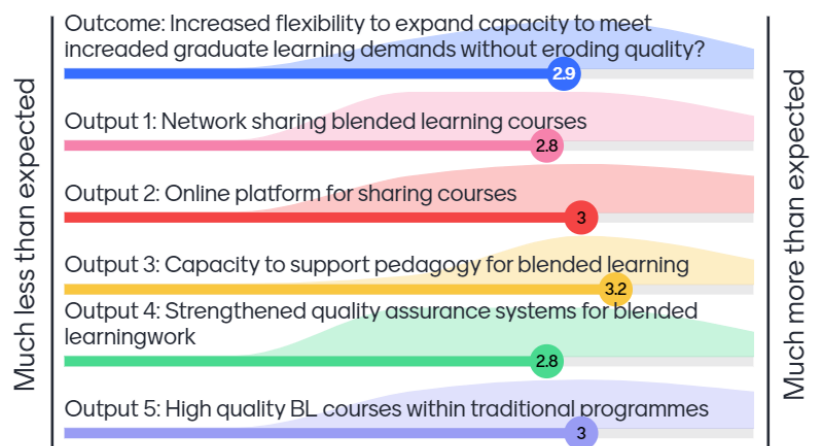 Outcome: Increased flexibility to expand capacity to meet
increaded graduate learning demands without eroding quality?
2.9
Output 1: Network sharing blended learning courses
2.8
Output 2: Online platform for sharing courses
3
Output 3: Capacity to support pedagogy for blended learning
3.2
Output 4: Strengthened quality assurance systems for blended
learningwork
2.8
Output 5: High quality BL courses within traditional programmes
3
Much less than expected
Much more than expected